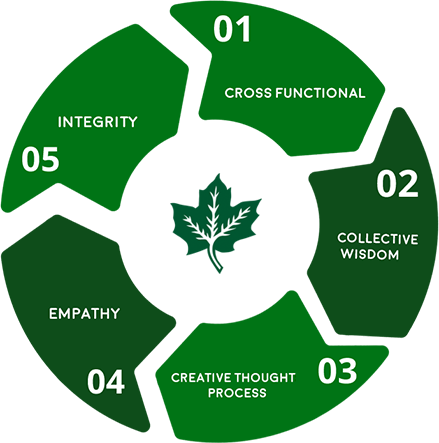 01
CROSS FUNCTIONAL
02
COLLECTIVE
WISDOM
03
CREATIVE THOUGHT
PROCESS
04
EMPATHY
05
INTEGRITY